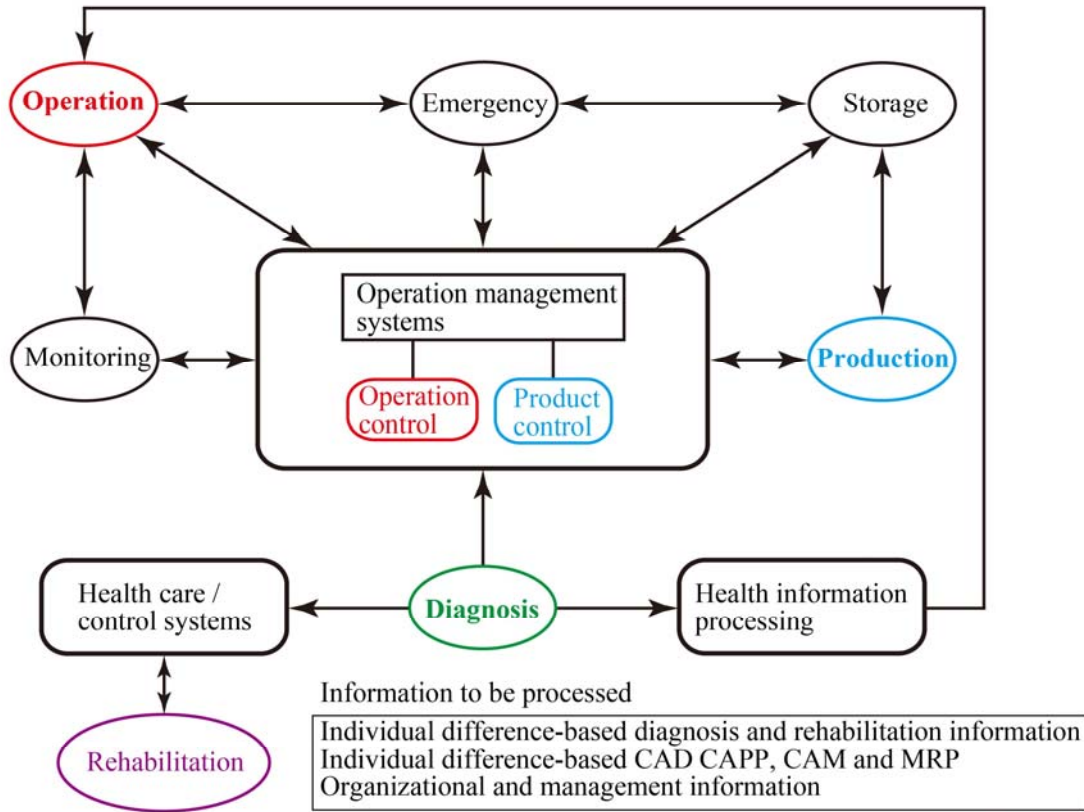 Operation
Emergency
Storage
Operation management
systems
Monitoring
Production
Operation
control
Product
control
Health care /
control systems
Diagnosis
Health information
processing
Information to be processed
Rehabilitation
Individual difference-based diagnosis and rehabilitation information
Individual difference-based CAD CAPP, CAM and MRP
Organizational and management information